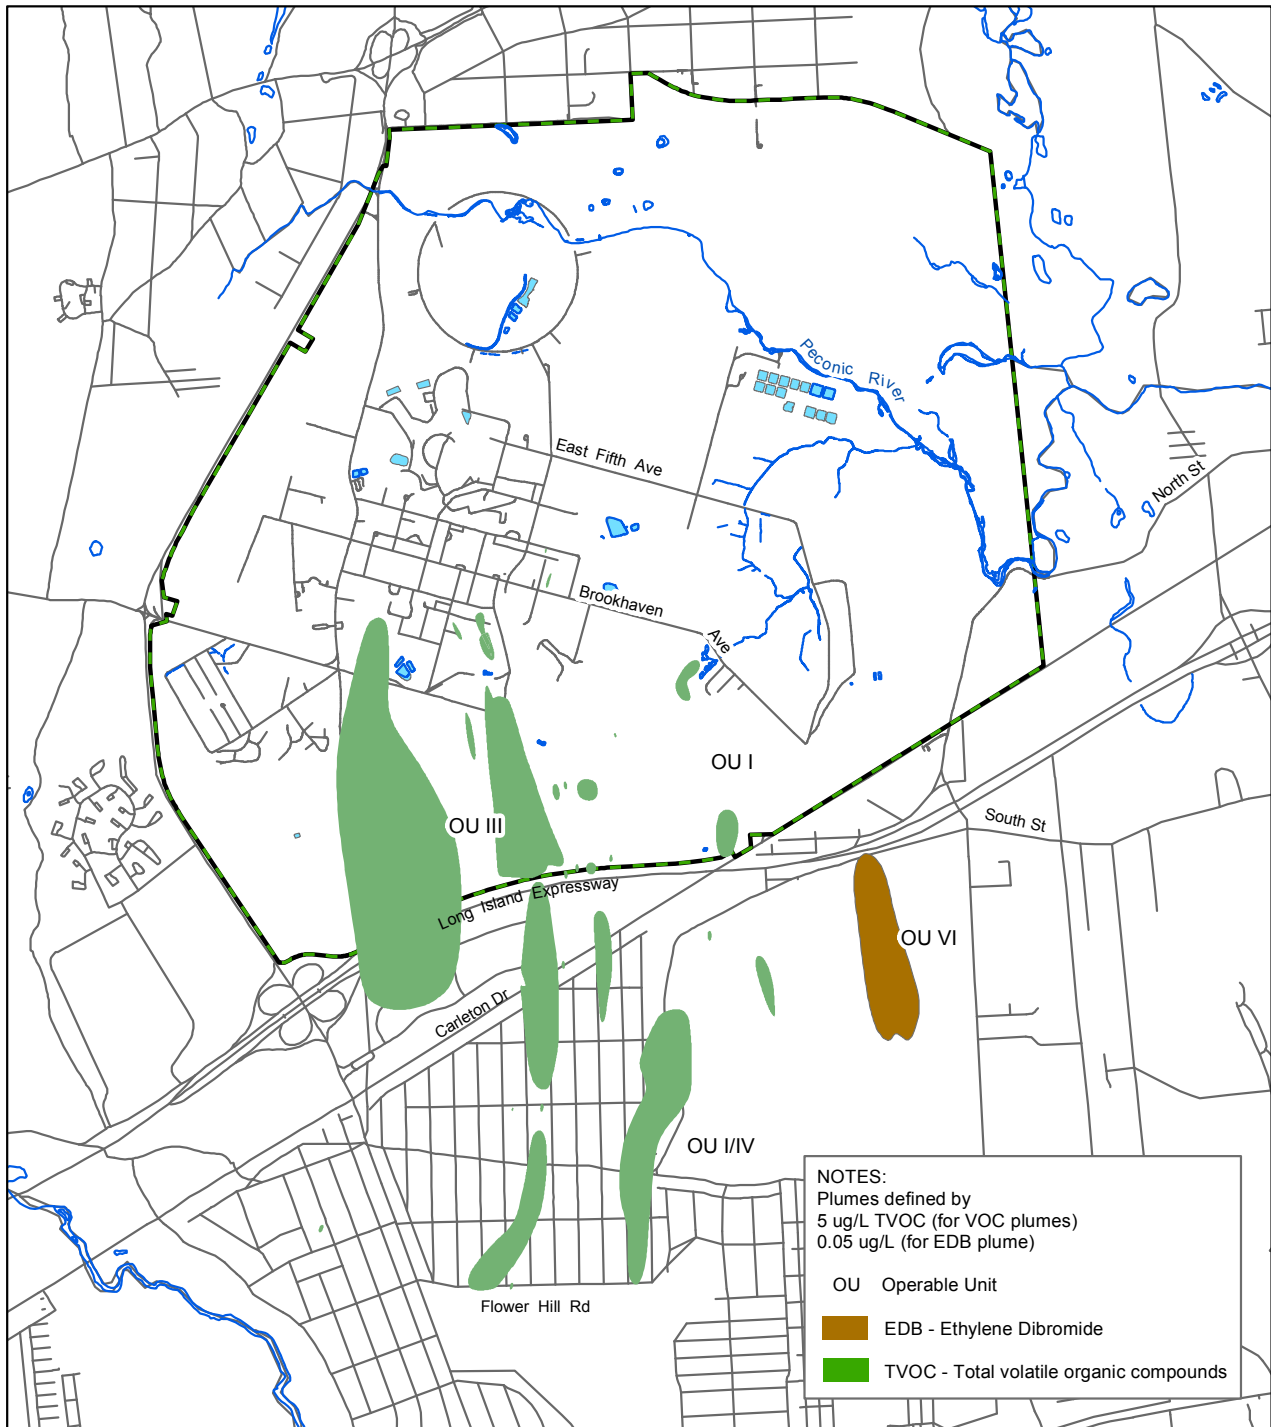 Peconic River
East Fifth Ave
North St
Brookhaven
Ave
OU I
OU III
South St
Long Island Expressway
OU VI
Carleton Dr
OU I/IV
Flower Hill Rd
NOTES:
Plumes defined by
5 ug/L TVOC (for VOC plumes)
0.05 ug/L (for EDB plume)
OU Operable Unit
EDB - Ethylene Dibromide
TVOC - Total volatile organic compounds